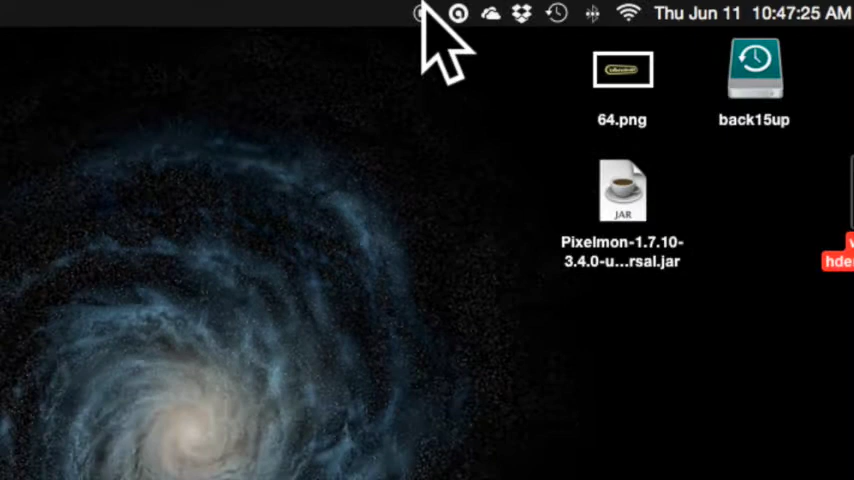 Thu Jun 11 10:47:25 AM
64.png
back15up
JAR
Pixelmon-1.7.10-
3.4.0-u...rsal.jar
hde